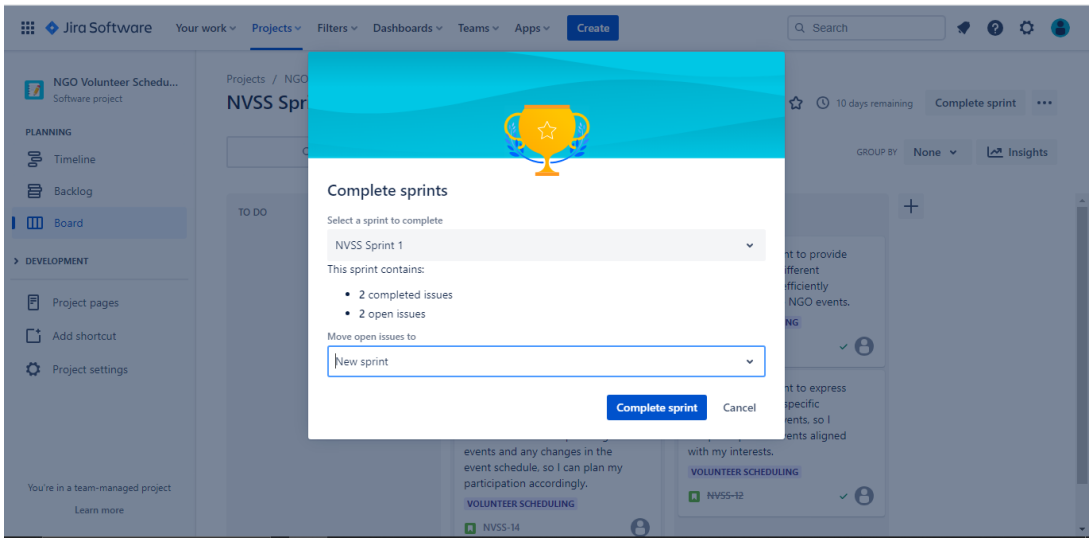 Jira Software
Your work
Projects
Filters
Dashboards
Teams
Apps
Create
Search
NGO Volunteer Schedu...
Software project
PLANNING
Timeline
Backlog
Board
DEVELOPMENT
Project pages
Add shortcut
Project settings
You're in a team-managed project
Learn more
Projects / NGO
NVSS Spr
10 days remaining
Complete sprint
GROUP BY None
Insights
TO DO
Complete sprints
Select a sprint to complete
NVSS Sprint 1
This sprint contains:
• 2 completed issues
• 2 open issues
Move open issues to
New sprint
Complete sprint
Cancel
events and any changes in the
event schedule, so I can plan my
participation accordingly.
VOLUNTEER SCHEDULING
NVSS-14
nt to provide
ifferent
efficiently
NGO events.
NG
nt to express
specific
ents, so I
ents aligned
with my interests.
VOLUNTEER SCHEDULING
NVSS-12